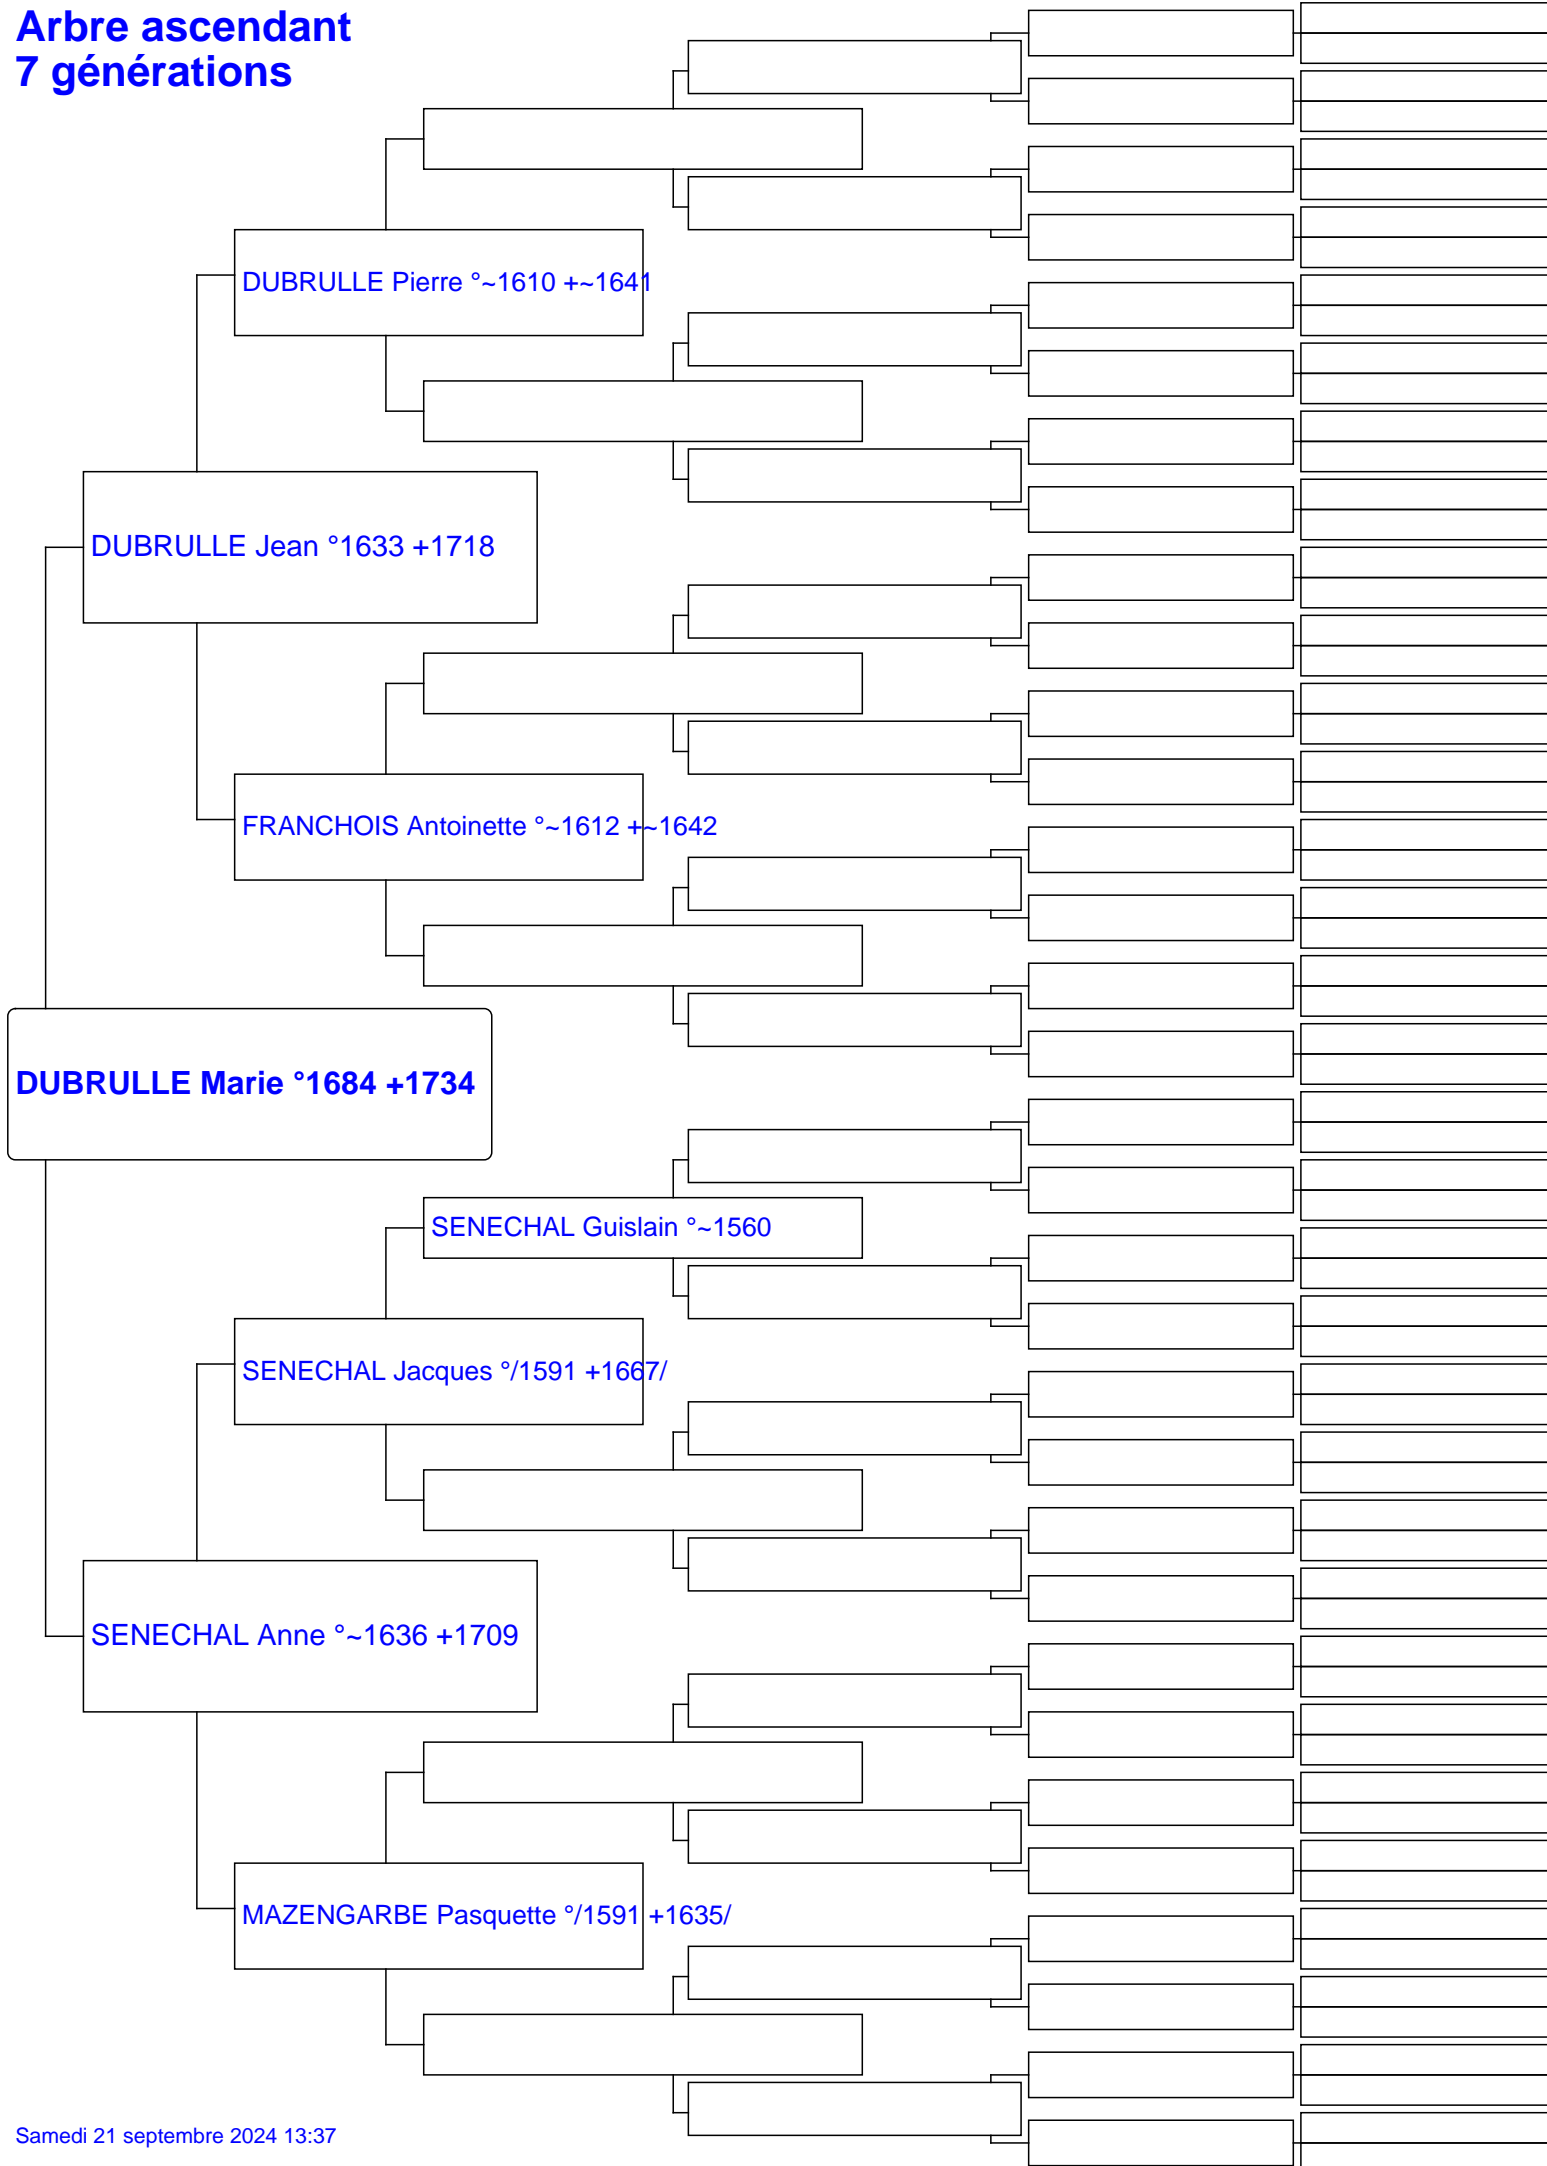 Arbre ascendant
7 générations
DUBRULLE Pierre °~1610 +~1641
DUBRULLE Jean °1633 +1718
FRANCHOIS Antoinette °~1612 +~1642
DUBRULLE Marie °1684 +1734
SENECHAL Guislain °~1560
SENECHAL Jacques °/1591 +1667/
SENECHAL Anne °~1636 +1709
MAZENGARBE Pasquette °/1591 +1635/
Samedi 21 septembre 2024 13:37